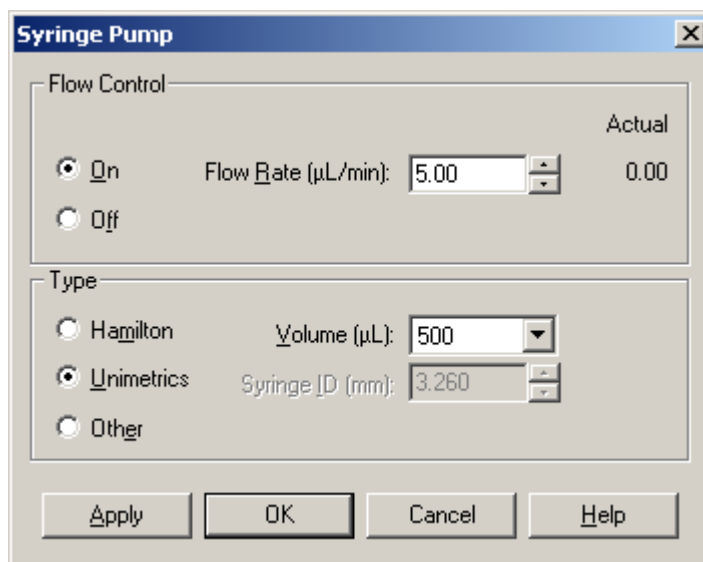 Syringe Pump
Flow Control
Actual
On Flow Rate (µL/min): 5.00 0.00
Off
Type
Hamilton Volume (µL): 500
Unimetrics Syringe ID (mm): 3.260
Other
Apply OK Cancel Help